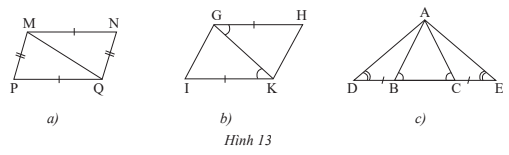 M N G H A
P Q I K D B C E
a) b) c)
Hình 13